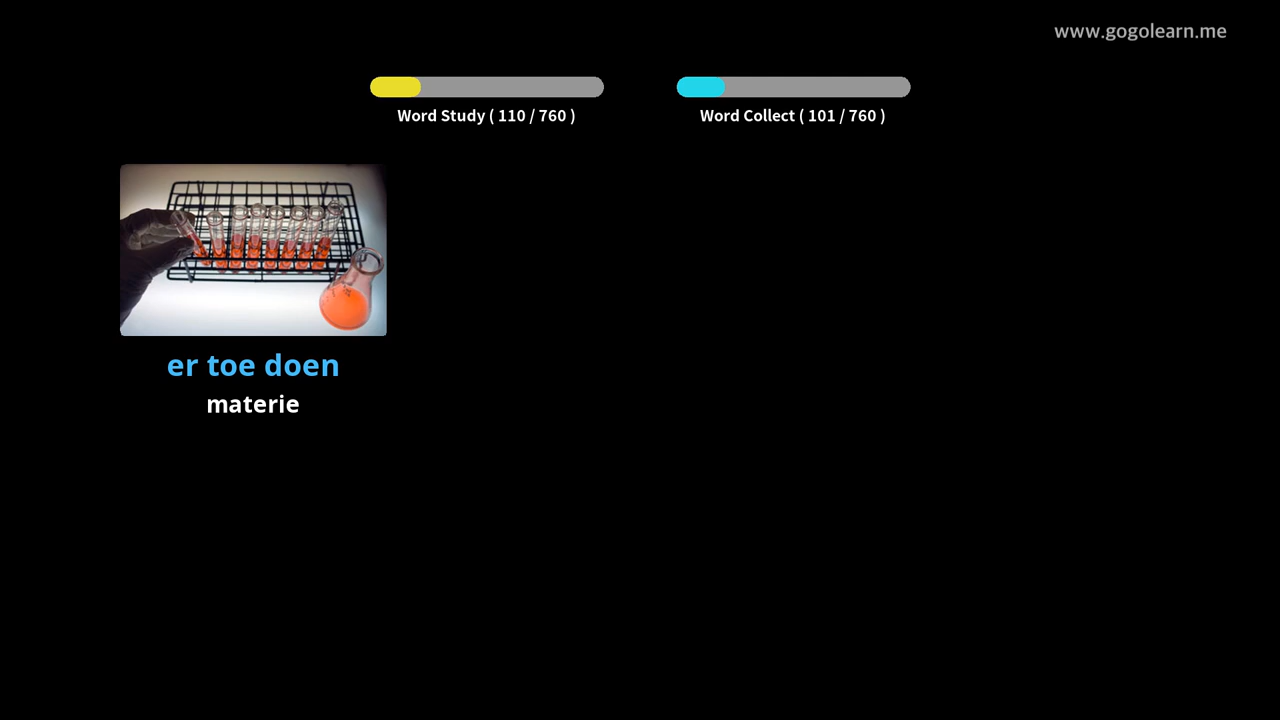 www.gogolearn.me
Word Study ( 110 / 760 )
Word Collect ( 101 / 760 )
er toe doen
materie